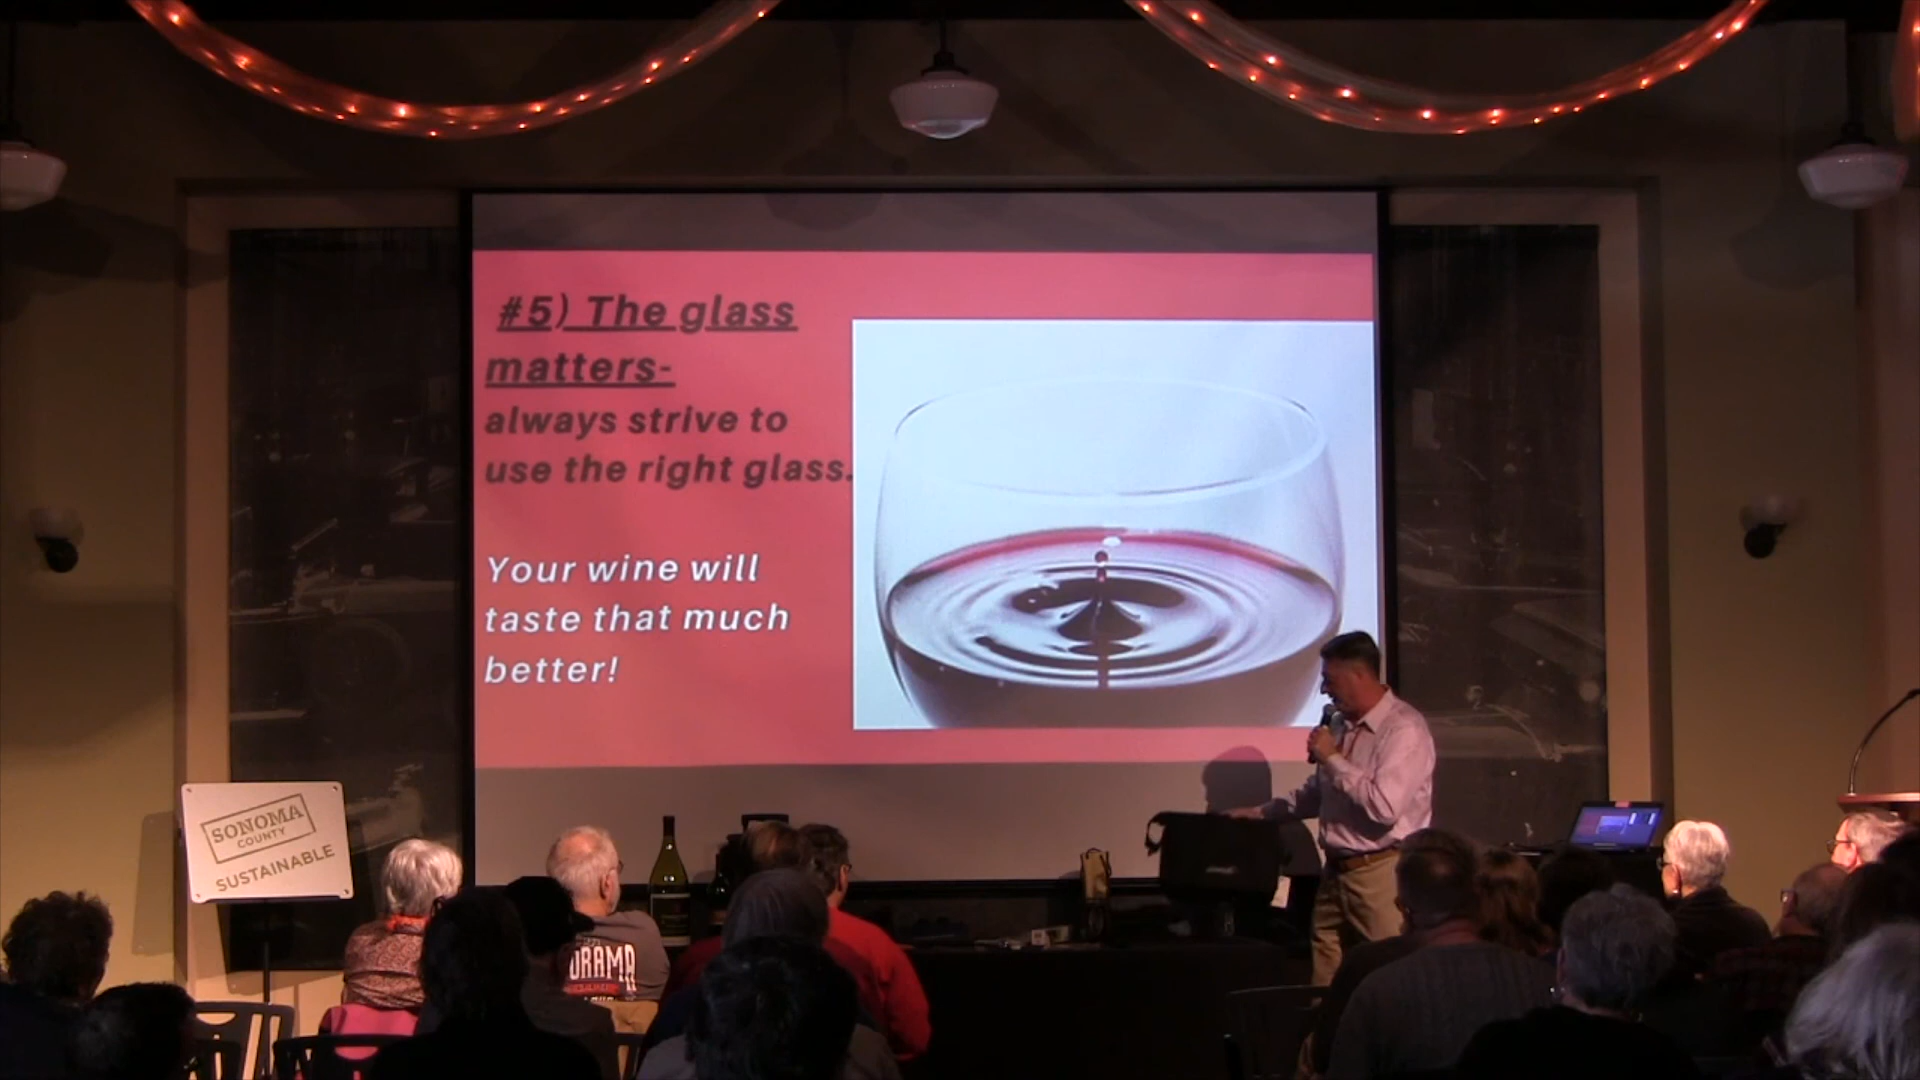 #5) The glass
matters-
always strive to
use the right glass.
Your wine will
taste that much
better!
SONOMA
COUNTY
SUSTAINABLE
DRAMA